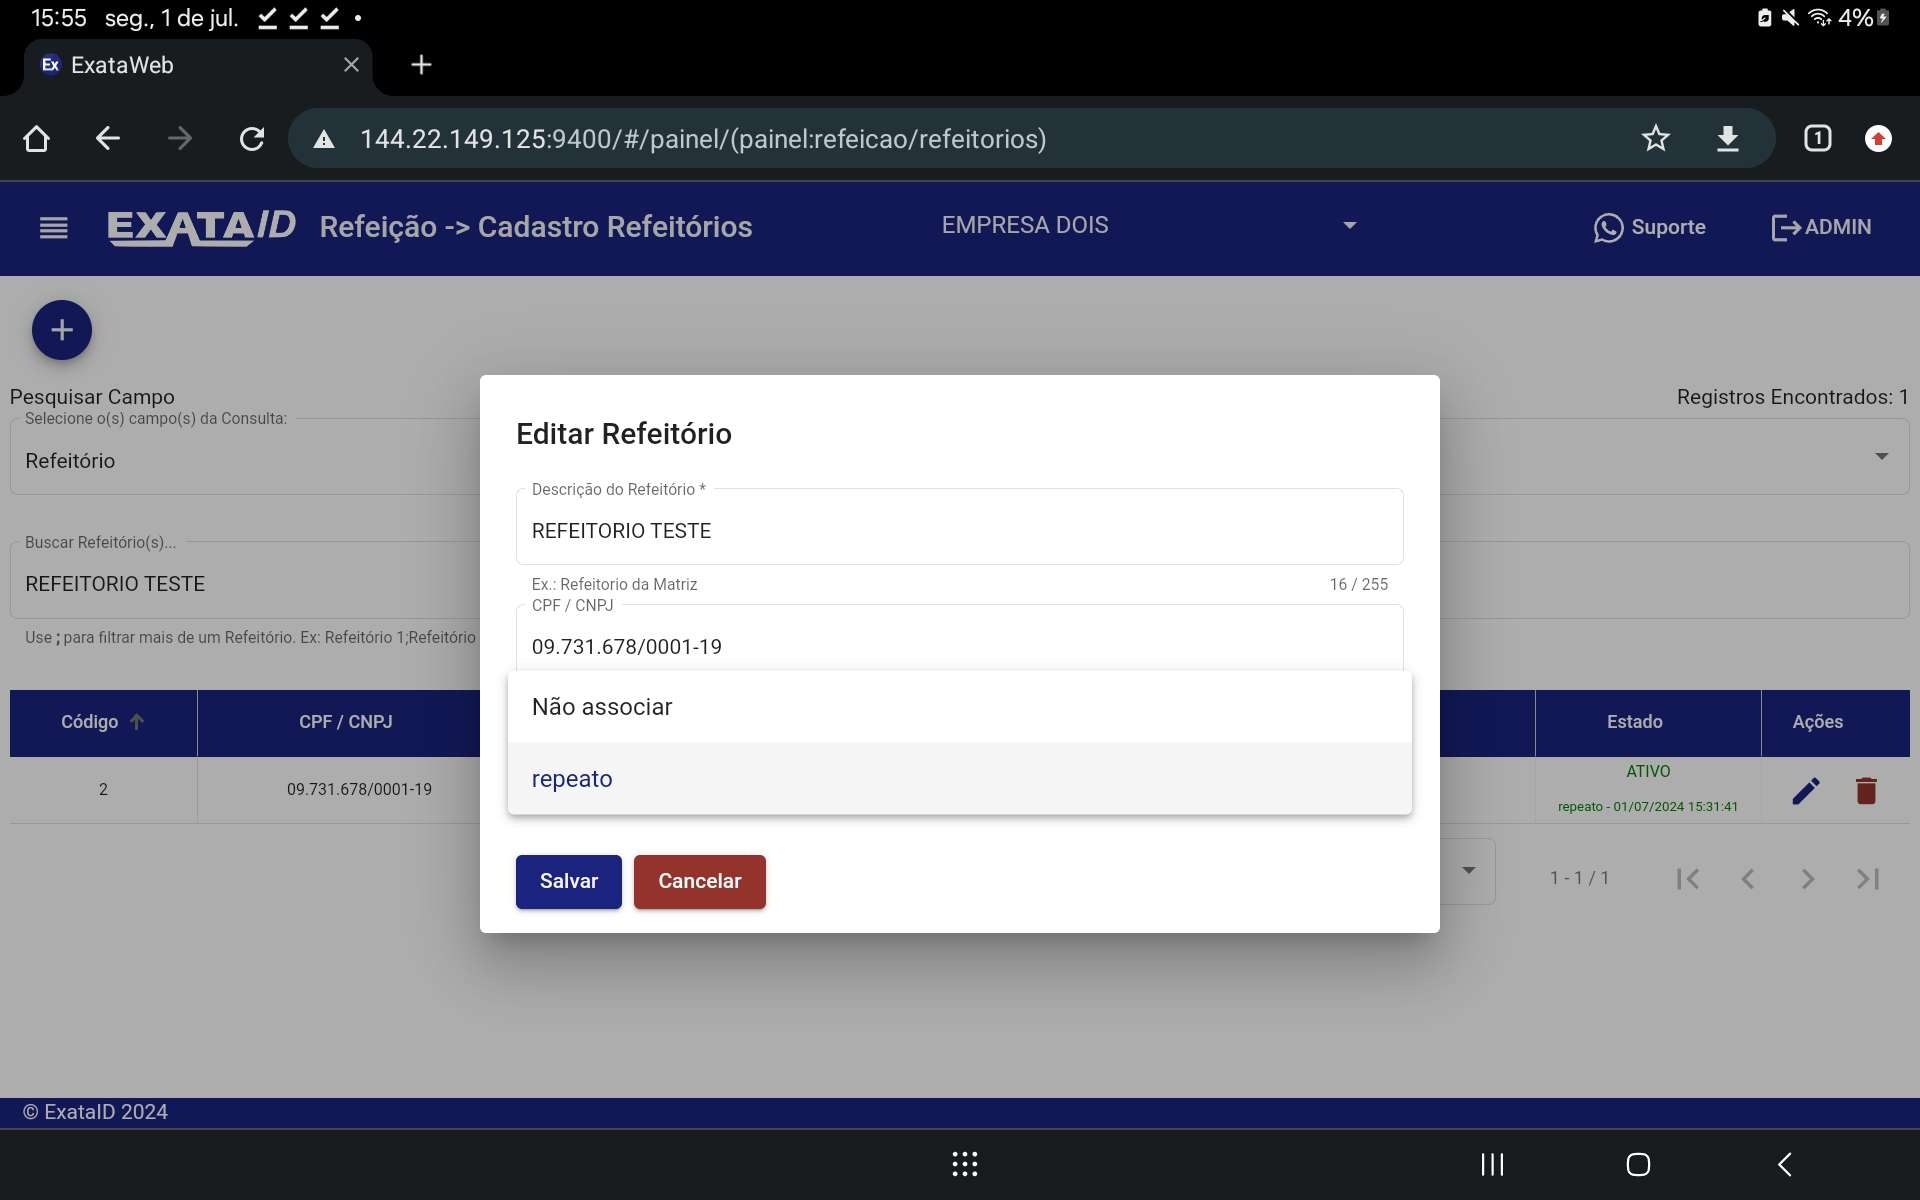 15:55 seg., 1 de jul. 4%
Ex ExataWeb
144.22.149.125:9400/#/painel/(painel:refeicao/refeitorios) 1
EXATAID Refeição -> Cadastro Refeitórios EMPRESA DOIS Suporte ADMIN
+
Pesquisar Campo Registros Encontrados: 1
Selecione o(s) campo(s) da Consulta:
Refeitório
Buscar Refeitório(s)...
REFEITORIO TESTE
Use ; para filtrar mais de um Refeitório. Ex: Refeitório 1;Refeitório
Editar Refeitório
Descrição do Refeitório *
REFEITORIO TESTE
Ex.: Refeitorio da Matriz 16 / 255
CPF / CNPJ
09.731.678/0001-19
Não associar
repeato
Salvar Cancelar
Código CPF / CNPJ Estado Ações
2 09.731.678/0001-19 ATIVO
repeato - 01/07/2024 15:31:41
1 - 1 / 1
© ExataID 2024